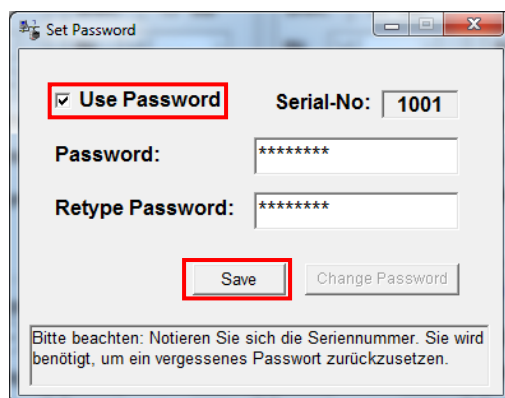 Set Password
Use Password Serial-No: 1001
Password: ********
Retype Password: ********
Save Change Password
Bitte beachten: Notieren Sie sich die Seriennummer. Sie wird
benötigt, um ein vergessenes Passwort zurückzusetzen.